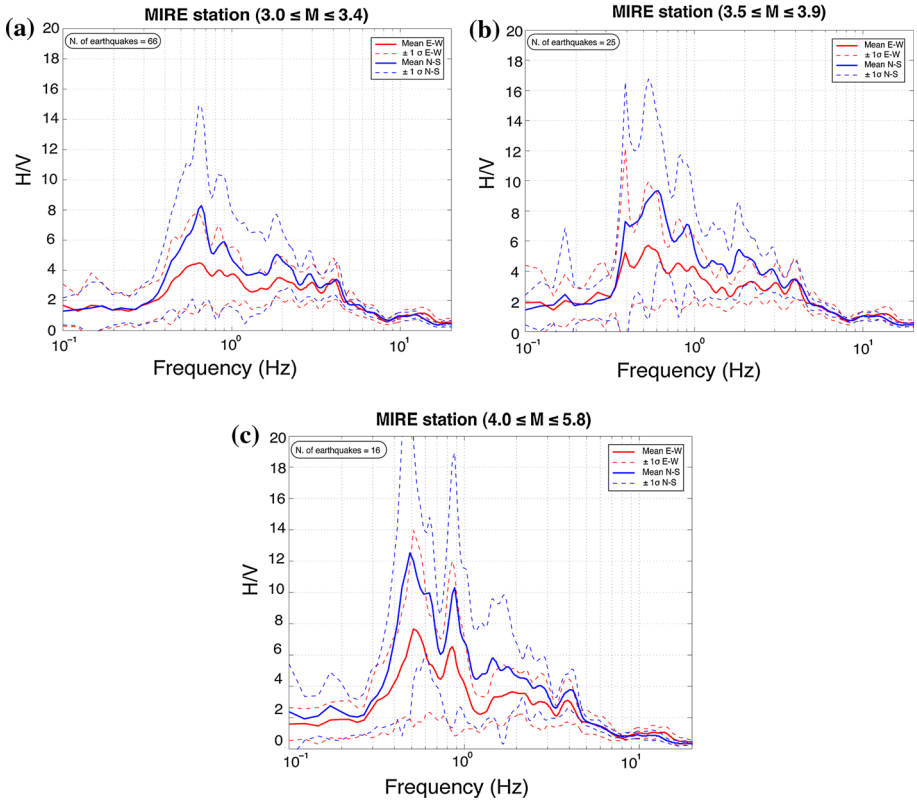 (a)
MIRE station (3.0 ≤ M ≤ 3.4)
N. of earthquakes = 66
Mean E-W
± 1 σ E-W
Mean N-S
± 1 σ N-S
20
18
16
14
12
10
8
6
4
2
0
H/V
10⁻¹
10⁰
10¹
Frequency (Hz)
(b)
MIRE station (3.5 ≤ M ≤ 3.9)
N. of earthquakes = 25
Mean E-W
± 1σ E-W
Mean N-S
± 1σ N-S
20
18
16
14
12
10
8
6
4
2
0
H/V
10⁻¹
10⁰
10¹
Frequency (Hz)
(c)
MIRE station (4.0 ≤ M ≤ 5.8)
N. of earthquakes = 16
Mean E-W
± 1σ E-W
Mean N-S
± 1σ N-S
20
18
16
14
12
10
8
6
4
2
0
H/V
10⁻¹
10⁰
10¹
Frequency (Hz)